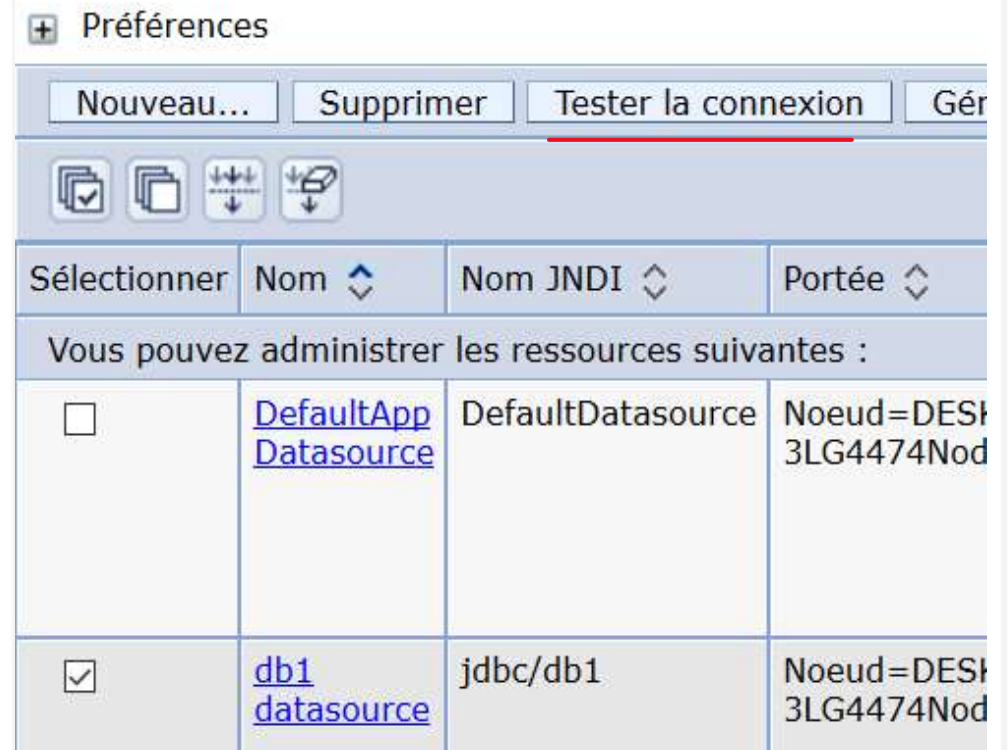 Préférences
Nouveau... Supprimer Tester la connexion Gér
Sélectionner Nom Nom JNDI Portée
Vous pouvez administrer les ressources suivantes :
DefaultApp DefaultDatasource Noeud=DESK
Datasource 3LG4474Nod
db1 jdbc/db1 Noeud=DESK
datasource 3LG4474Nod